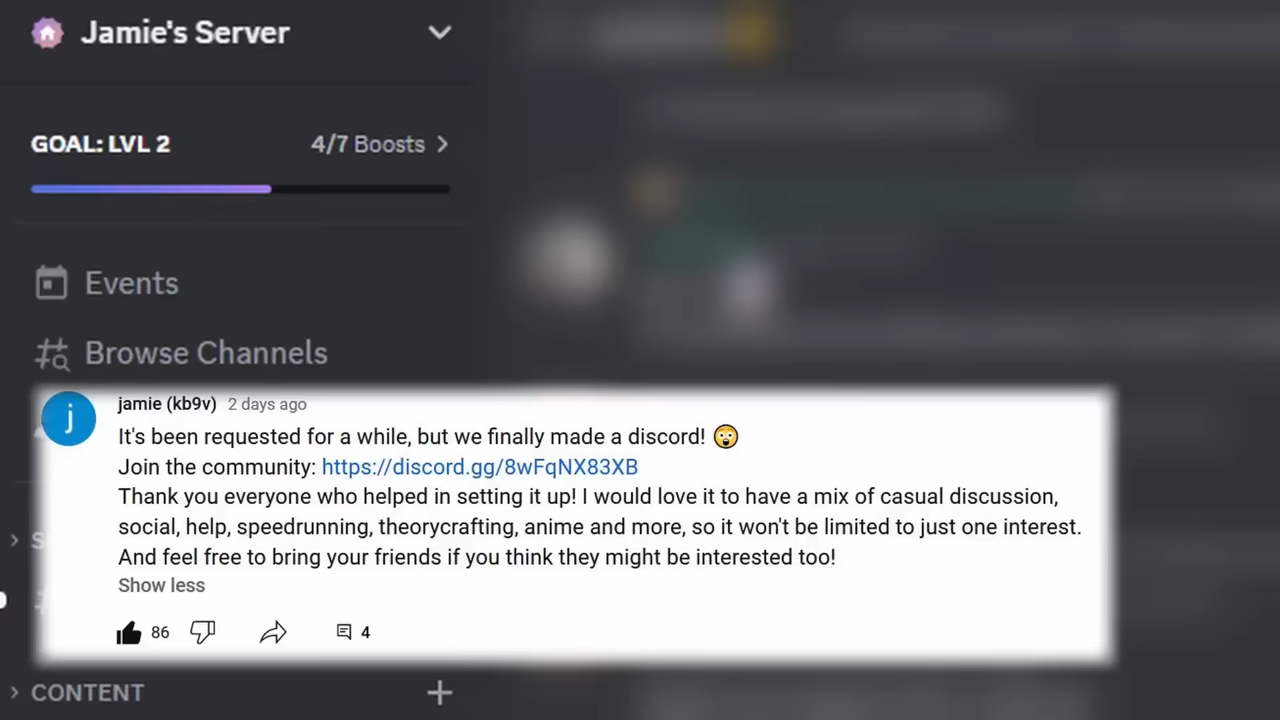 Jamie's Server
GOAL: LVL 2
4/7 Boosts
Events
Browse Channels
j
jamie (kb9v) 2 days ago
It's been requested for a while, but we finally made a discord! 😲
Join the community: https://discord.gg/8wFqNX83XB
Thank you everyone who helped in setting it up! I would love it to have a mix of casual discussion,
social, help, speedrunning, theorycrafting, anime and more, so it won't be limited to just one interest.
And feel free to bring your friends if you think they might be interested too!
Show less
86
4
CONTENT